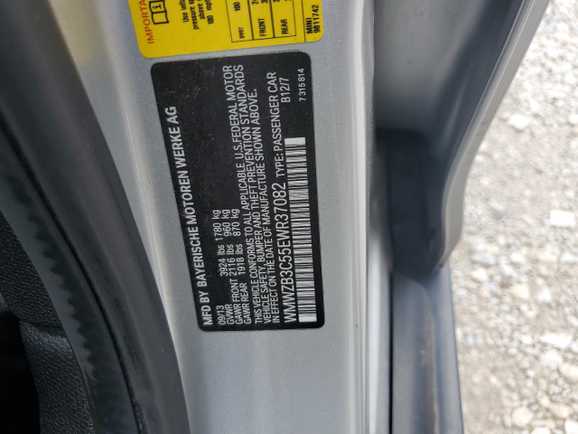 IMPORTA
MINI
9811742
MFD BY BAYERISCHE MOTOREN WERKE AG
09/13
GVWR 3924 lbs 1780 kg
GAWR FRONT 2116 lbs 960 kg
GAWR REAR 1918 lbs 870 kg
THIS VEHICLE CONFORMS TO ALL APPLICABLE U.S.FEDERAL MOTOR
VEHICLE SAFETY, BUMPER AND THEFT PREVENTION STANDARDS
IN EFFECT ON THE DATE OF MANUFACTURE SHOWN ABOVE.
WMWZB3C55EWR37082 TYPE:PASSENGER CAR
B12/7
7315814